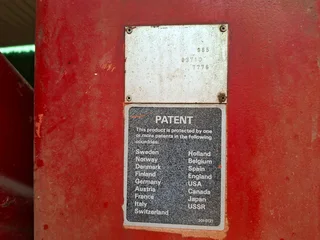 PATENT
This product is protected by one
or more patents in the following
countries:
Sweden Holland
Norway Belgium
Denmark Spain
Finland England
Germany USA
Austria Canada
France Japan
Italy USSR
Switzerland